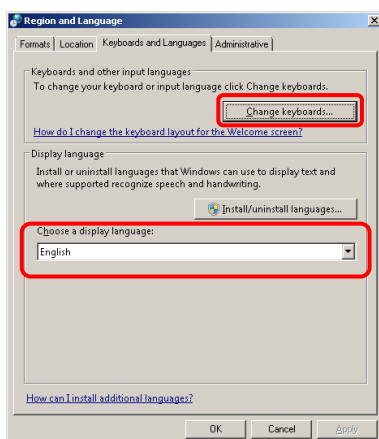 Region and Language
Formats Location Keyboards and Languages Administrative
Keyboards and other input languages
To change your keyboard or input language click Change keyboards.
Change keyboards...
How do I change the keyboard layout for the Welcome screen?
Display language
Install or uninstall languages that Windows can use to display text and
where supported recognize speech and handwriting.
Install/uninstall languages...
Choose a display language:
English
How can I install additional languages?
OK Cancel Apply